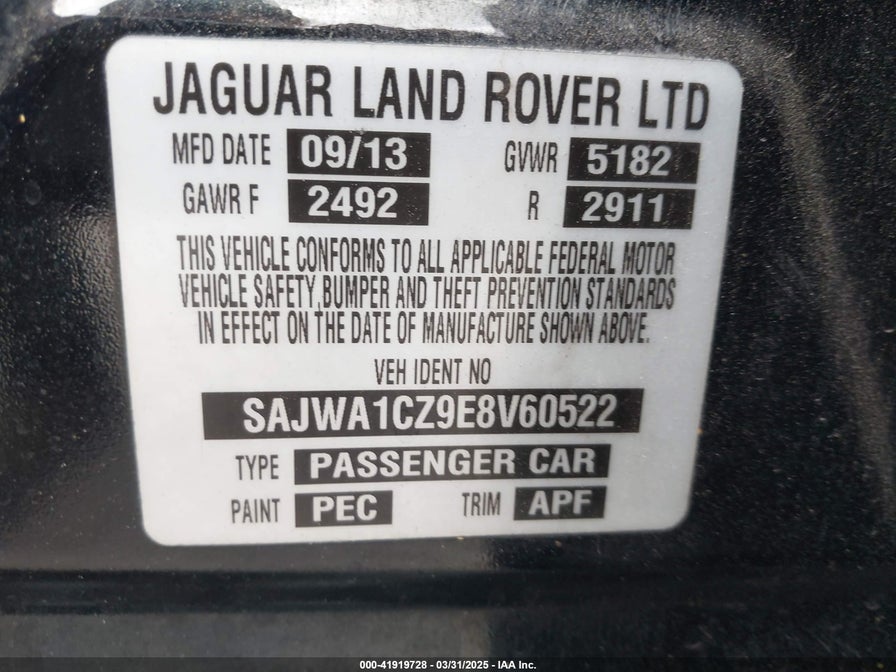 JAGUAR LAND ROVER LTD
MFD DATE 09/13 GVWR 5182
GAWR F 2492 R 2911
THIS VEHICLE CONFORMS TO ALL APPLICABLE FEDERAL MOTOR
VEHICLE SAFETY, BUMPER AND THEFT PREVENTION STANDARDS
IN EFFECT ON THE DATE OF MANUFACTURE SHOWN ABOVE.
VEH IDENT NO
SAJWA1CZ9E8V60522
TYPE PASSENGER CAR
PAINT PEC TRIM APF
000-41919728 - 03/31/2025 - IAA Inc.